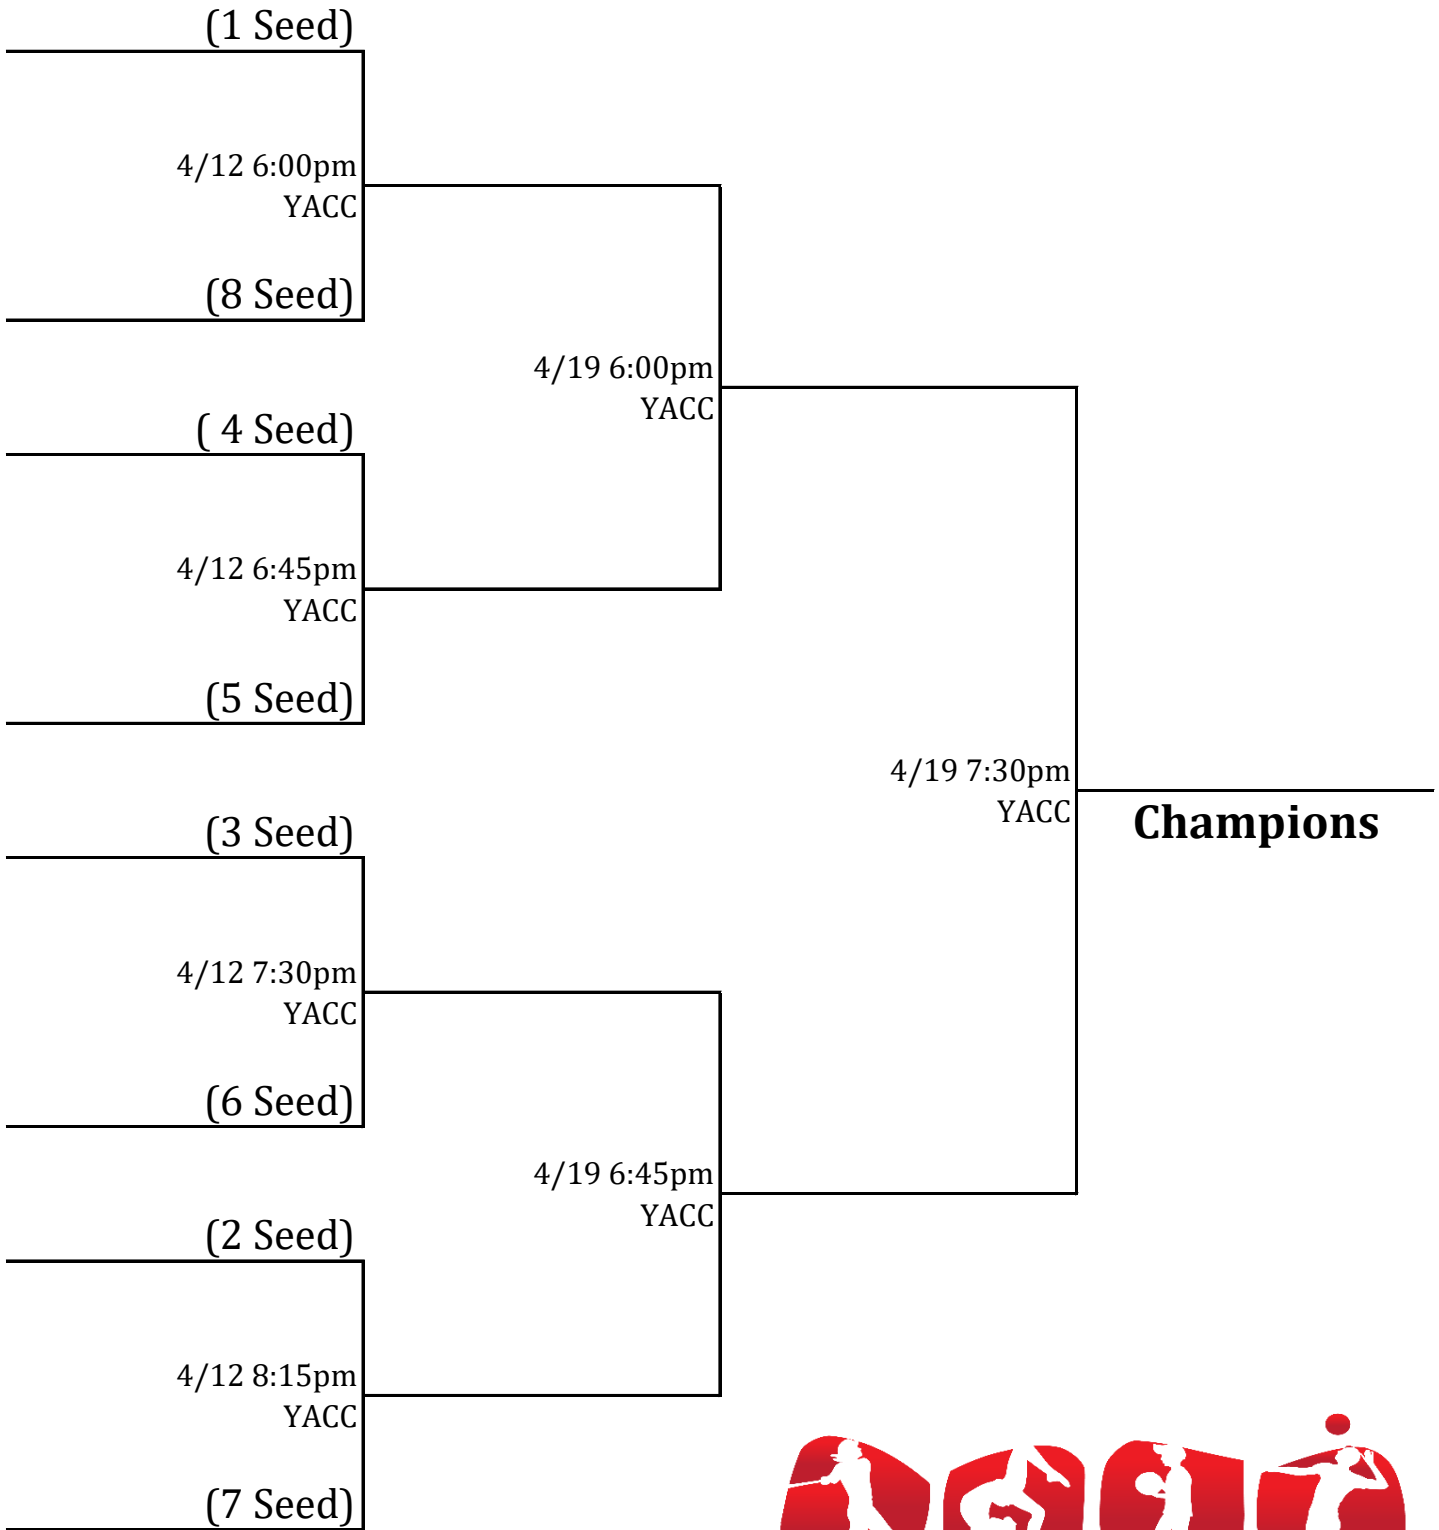 (1 Seed)
4/12 6:00pm
YACC
(8 Seed)
4/19 6:00pm
YACC
( 4 Seed)
4/12 6:45pm
YACC
(5 Seed)
4/19 7:30pm
YACC
Champions
(3 Seed)
4/12 7:30pm
YACC
(6 Seed)
4/19 6:45pm
YACC
(2 Seed)
4/12 8:15pm
YACC
(7 Seed)